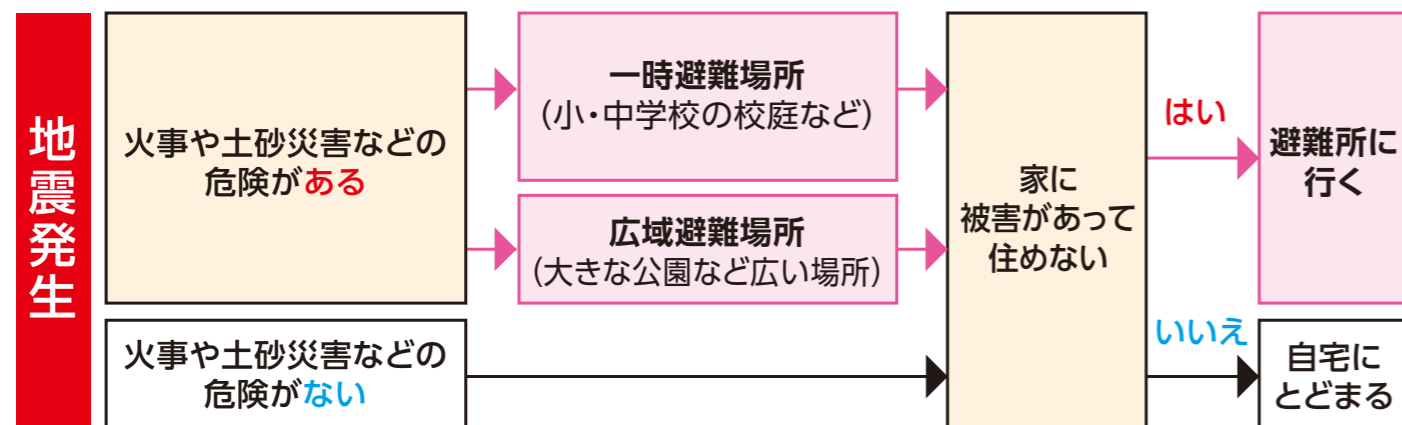 地震発生
火事や土砂災害などの
危険がある
一時避難場所
（小・中学校の校庭など）
広域避難場所
（大きな公園など広い場所）
火事や土砂災害などの
危険がない
家に
被害があって
住めない
はい
避難所に
行く
いいえ
自宅に
とどまる